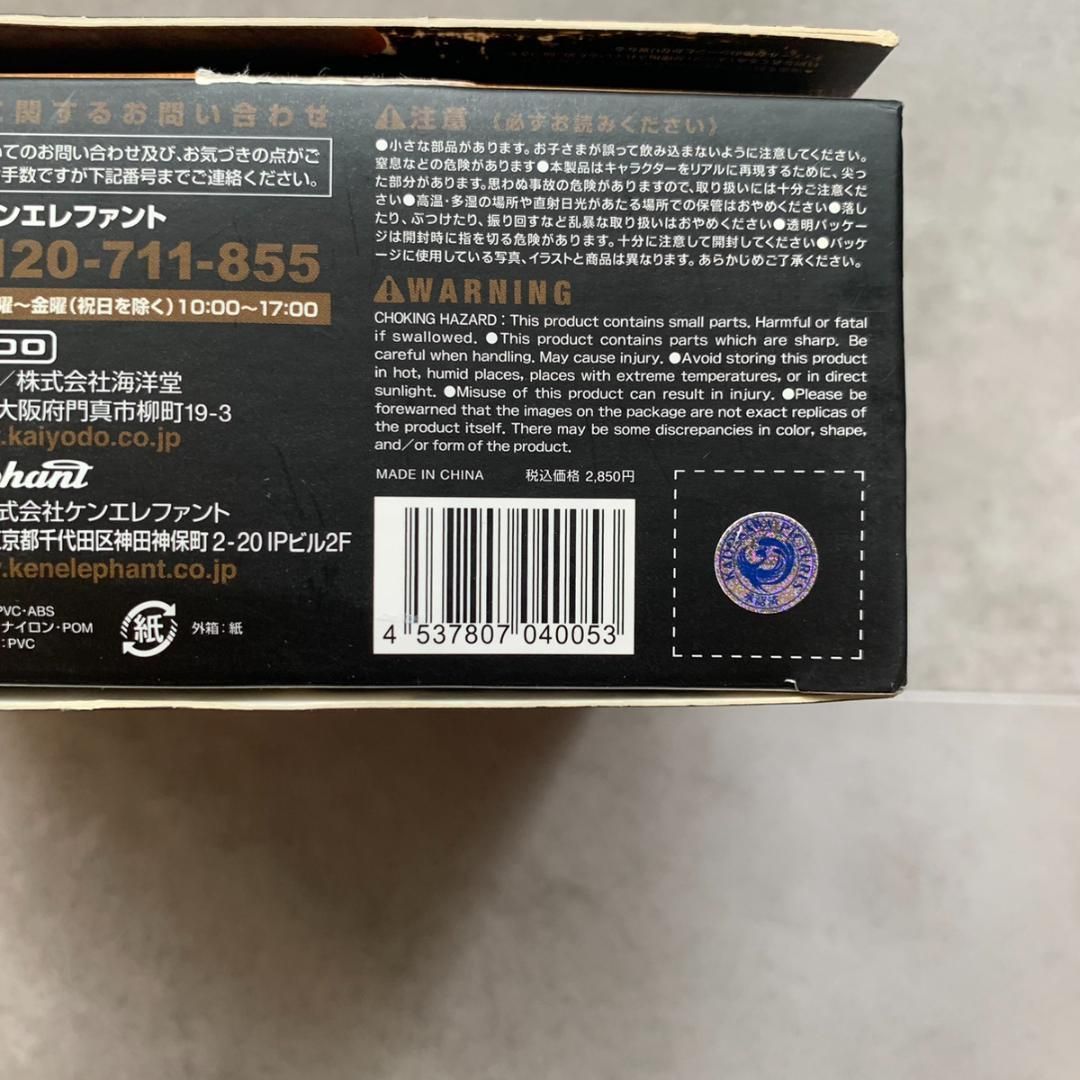 に関するお問い合わせ
いてのお問い合わせ及び、お気づきの点がご
手数ですが下記番号までご連絡ください。
ンエレファント
120-711-855
曜～金曜(祝日を除く)10:00～17:00
／株式会社海洋堂
大阪府門真市柳町19-3
.kaiyodo.co.jp
phant
式会社ケンエレファント
京都千代田区神田神保町2-20 IPビル2F
.kenelephant.co.jp
PVC・ABS
ナイロン・POM
:PVC
紙
外箱：紙
⚠注意 (必ずお読みください)
●小さな部品があります。お子さまが誤って飲み込まないように注意してください。
窒息などの危険があります●本製品はキャラクターをリアルに再現するために、尖っ
た部分があります。思わぬ事故の危険がありますので、取り扱いには十分ご注意くだ
さい●高温・多湿の場所や直射日光があたる場所での保管はおやめください●落し
たり、ぶつけたり、振り回すなど乱暴な取り扱いはおやめください●透明パッケー
ジは開封時に指を切る危険があります。十分に注意して開封してください●パッケ
ージに使用している写真、イラストと商品は異なります。あらかじめご了承ください。
⚠WARNING
CHOKING HAZARD : This product contains small parts. Harmful or fatal
if swallowed. ●This product contains parts which are sharp. Be
careful when handling. May cause injury. ●Avoid storing this product
in hot, humid places, places with extreme temperatures, or in direct
sunlight. ●Misuse of this product can result in injury. ●Please be
forewarned that the images on the package are not exact replicas of
the product itself. There may be some discrepancies in color, shape,
and/or form of the product.
MADE IN CHINA 税込価格 2,850円
4 537807 040053